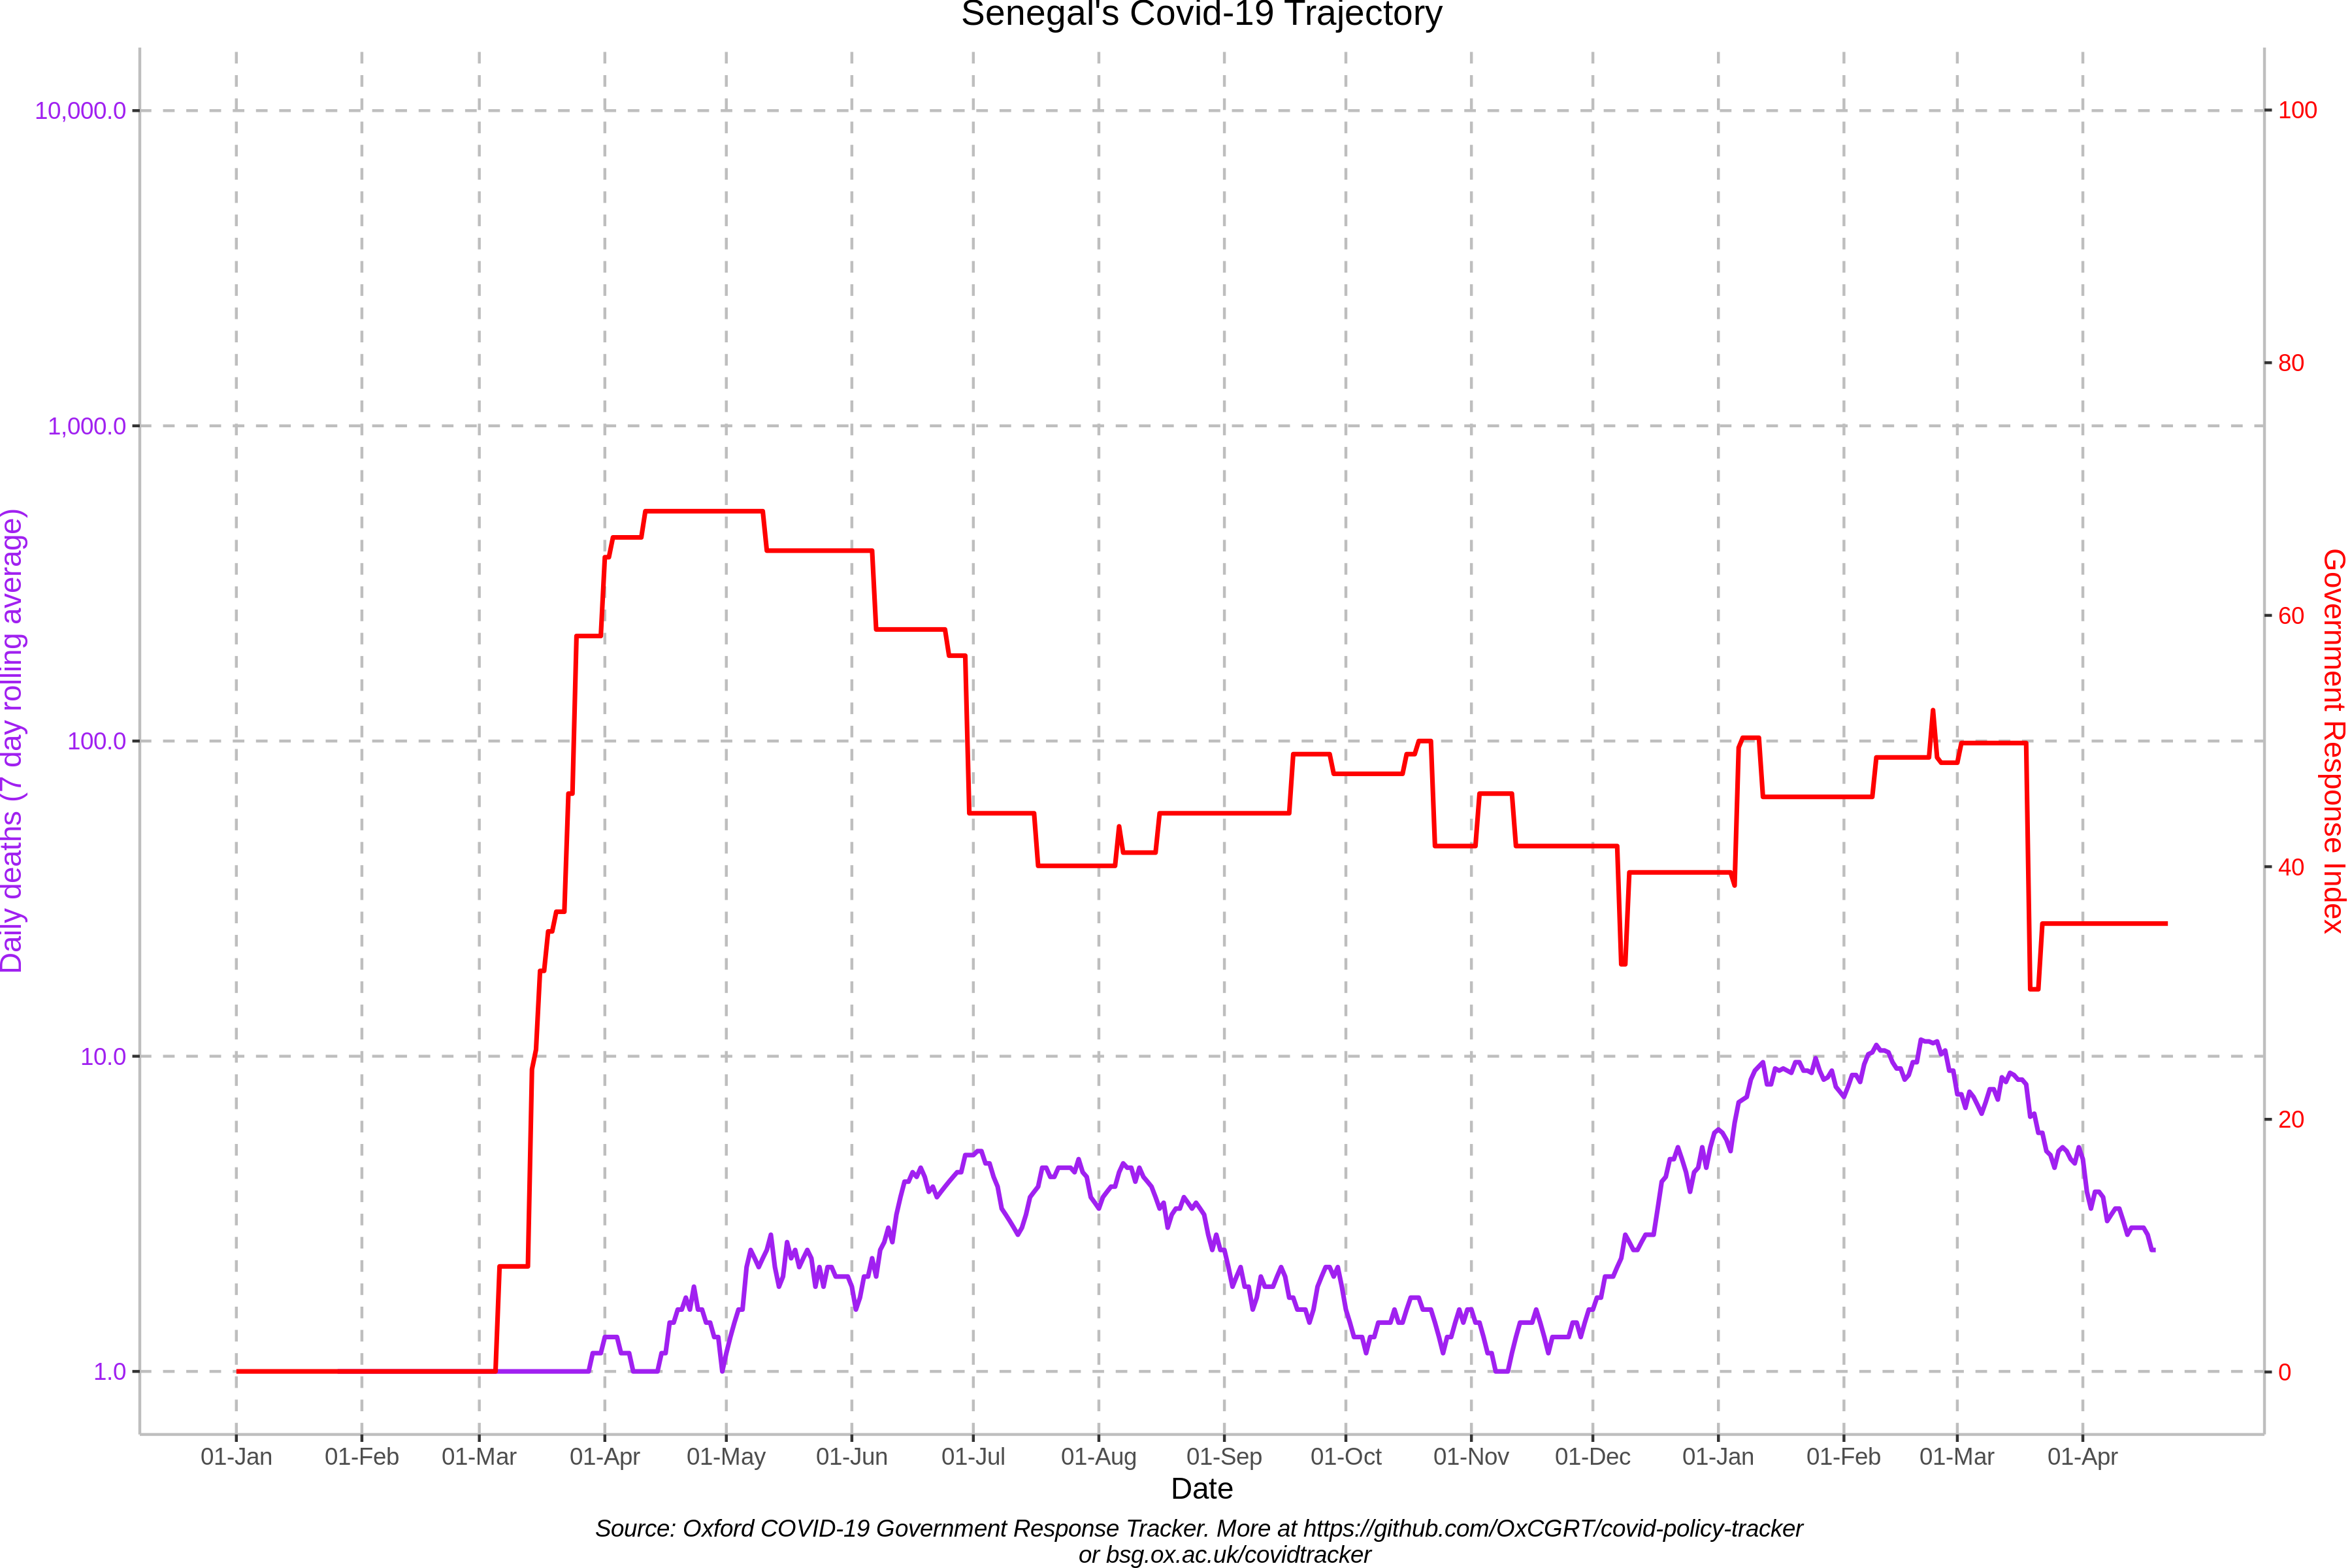 Senegal's Covid-19 Trajectory
10,000.0
1,000.0
100.0
10.0
1.0
Daily deaths (7 day rolling average)
100
80
60
40
20
0
Government Response Index
01-Jan 01-Feb 01-Mar 01-Apr 01-May 01-Jun 01-Jul 01-Aug 01-Sep 01-Oct 01-Nov 01-Dec 01-Jan 01-Feb 01-Mar 01-Apr
Date
Source: Oxford COVID-19 Government Response Tracker. More at https://github.com/OxCGRT/covid-policy-tracker
or bsg.ox.ac.uk/covidtracker